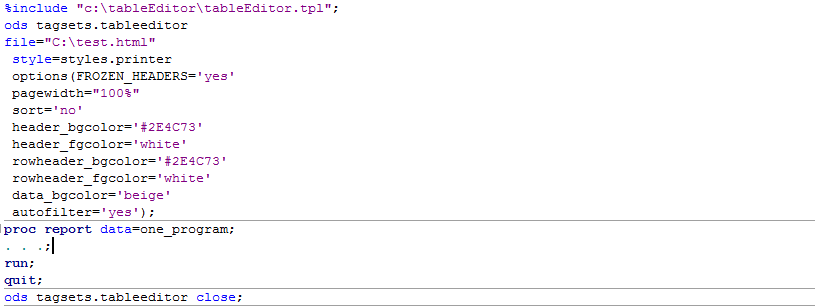 %include "c:\tableEditor\tableEditor.tpl";
ods tagsets.tableeditor
file="C:\test.html"
style=styles.printer
options(FROZEN_HEADERS='yes'
pagewidth="100%"
sort='no'
header_bgcolor='#2E4C73'
header_fgcolor='white'
rowheader_bgcolor='#2E4C73'
rowheader_fgcolor='white'
data_bgcolor='beige'
autofilter='yes');
proc report data=one_program;
. . .;
run;
quit;
ods tagsets.tableeditor close;